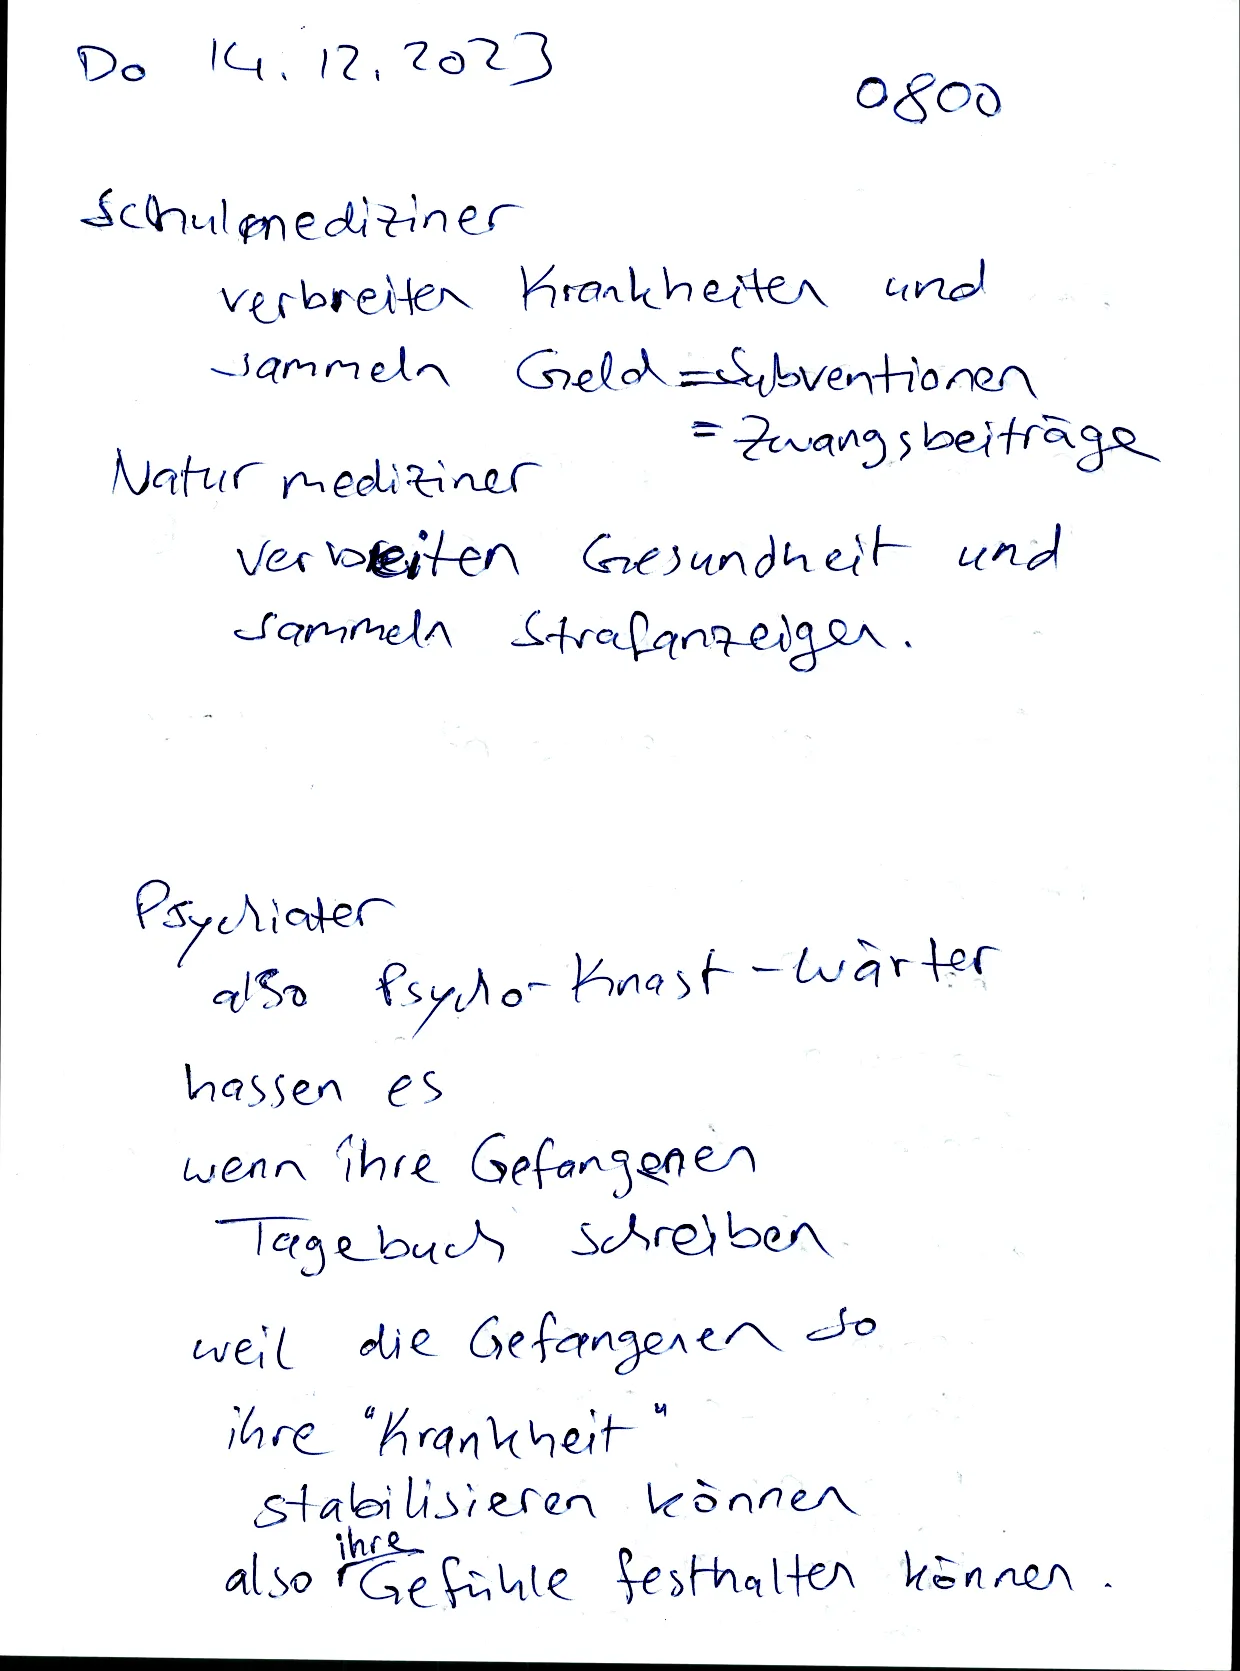 Do 14.12.2023
0800
Schulmediziner
verbreiten Krankheiten und
sammeln Geld = Subventionen
= Zwangsbeiträge
Naturmediziner
verbreiten Gesundheit und
sammeln Strafanzeigen.
Psychiater
also Psycho-Knast-Wärter
hassen es
wenn ihre Gefangenen
Tagebuch schreiben
weil die Gefangenen so
ihre "Krankheit"
stabilisieren können
also ihre Gefühle festhalten können.